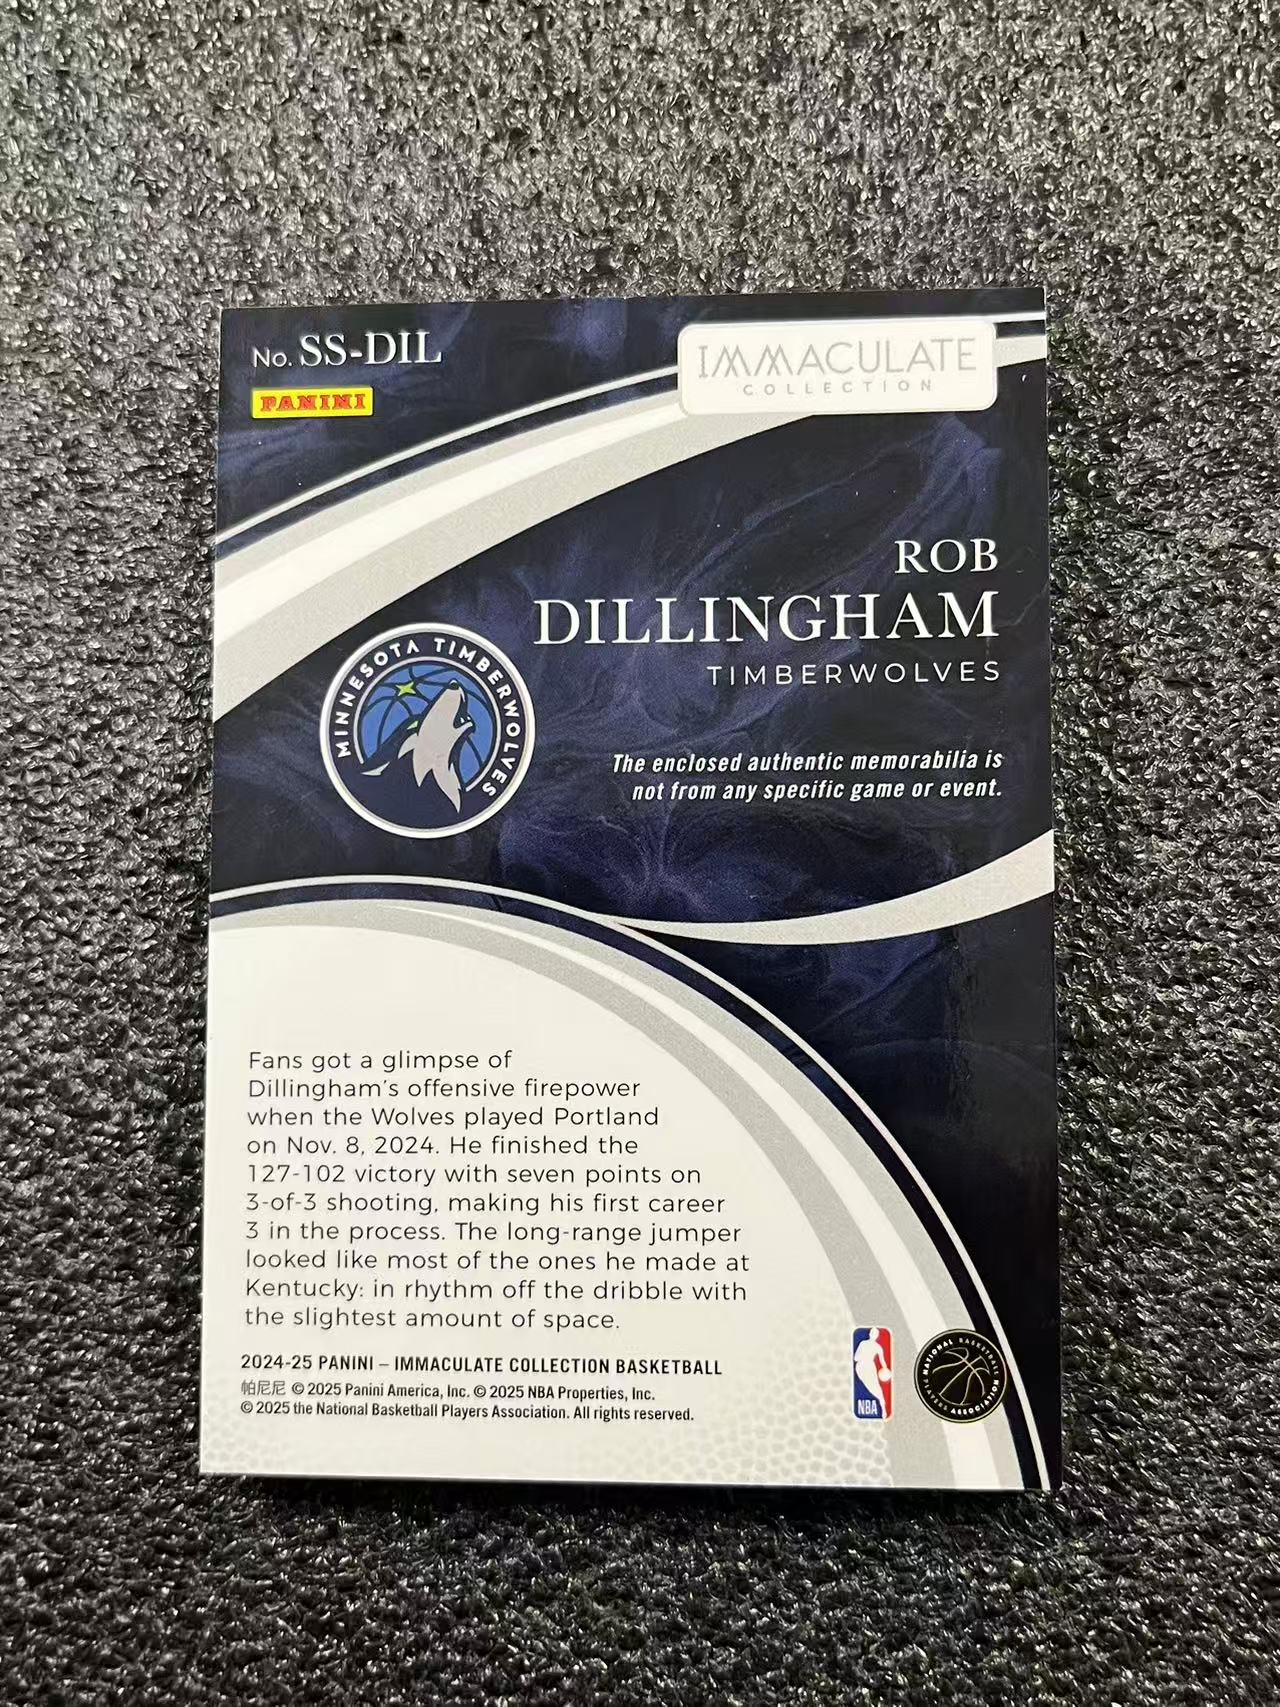 No. SS-DIL
PANINI
IMMACULATE
COLLECTION
ROB
DILLINGHAM
TIMBERWOLVES
MINNESOTA TIMBERWOLVES
The enclosed authentic memorabilia is
not from any specific game or event.
Fans got a glimpse of
Dillingham's offensive firepower
when the Wolves played Portland
on Nov. 8, 2024. He finished the
127-102 victory with seven points on
3-of-3 shooting, making his first career
3 in the process. The long-range jumper
looked like most of the ones he made at
Kentucky: in rhythm off the dribble with
the slightest amount of space.
2024-25 PANINI – IMMACULATE COLLECTION BASKETBALL
帕尼尼 © 2025 Panini America, Inc. © 2025 NBA Properties, Inc.
© 2025 the National Basketball Players Association. All rights reserved.
NBA
NATIONAL BASKETBALL
PLAYERS ASSOCIATION